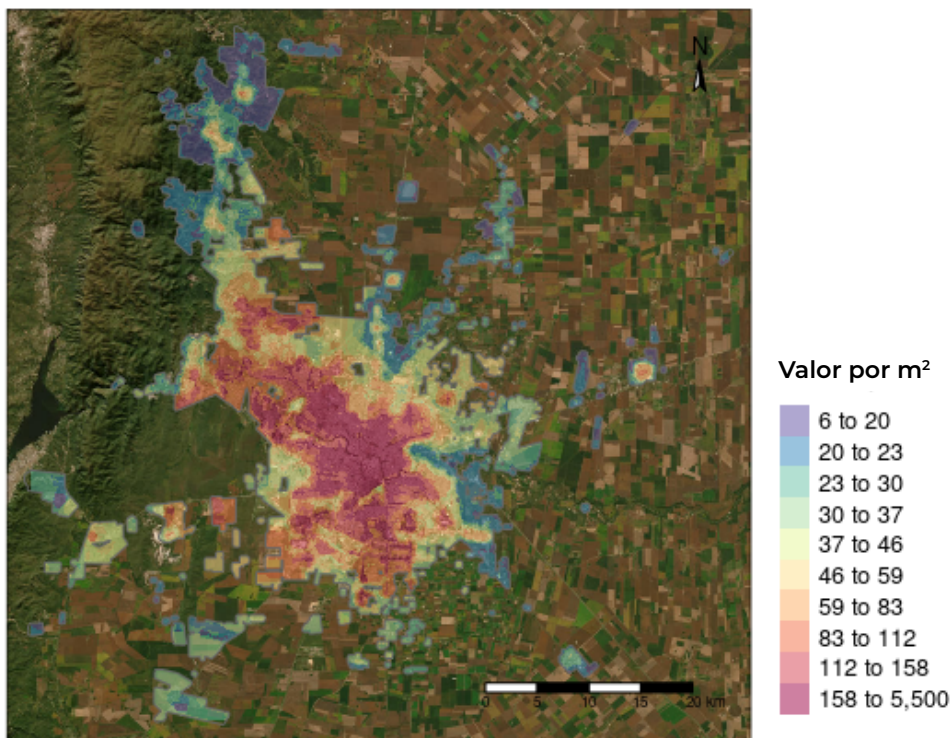 N
Valor por m²
6 to 20
20 to 23
23 to 30
30 to 37
37 to 46
46 to 59
59 to 83
83 to 112
112 to 158
158 to 5,500
0 5 10 15 20 km